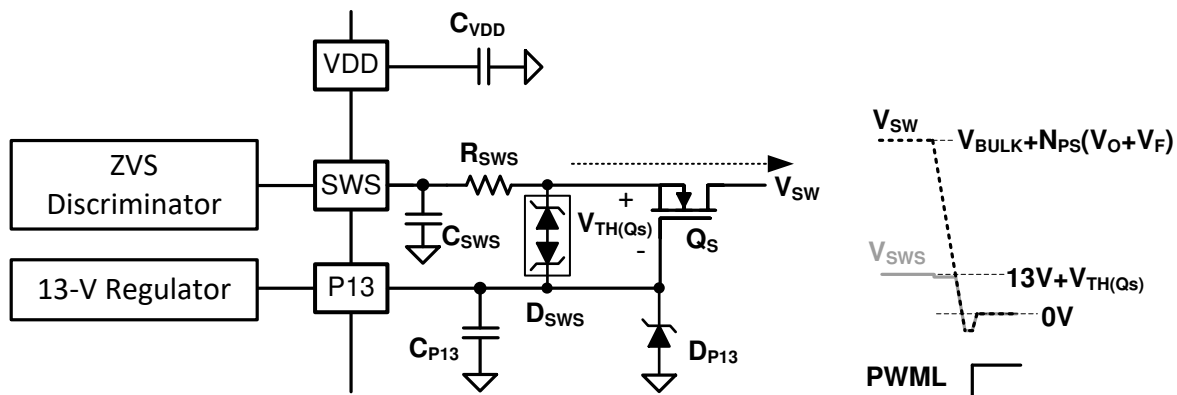 C_VDD
VDD
ZVS
Discriminator
SWS
R_SWS
V_SW
C_SWS
+
V_TH(Qs)
-
Q_S
13-V Regulator
P13
D_SWS
C_P13
D_P13
V_SW
V_BULK+N_PS(V_O+V_F)
V_SWS
13V+V_TH(Qs)
0V
PWML